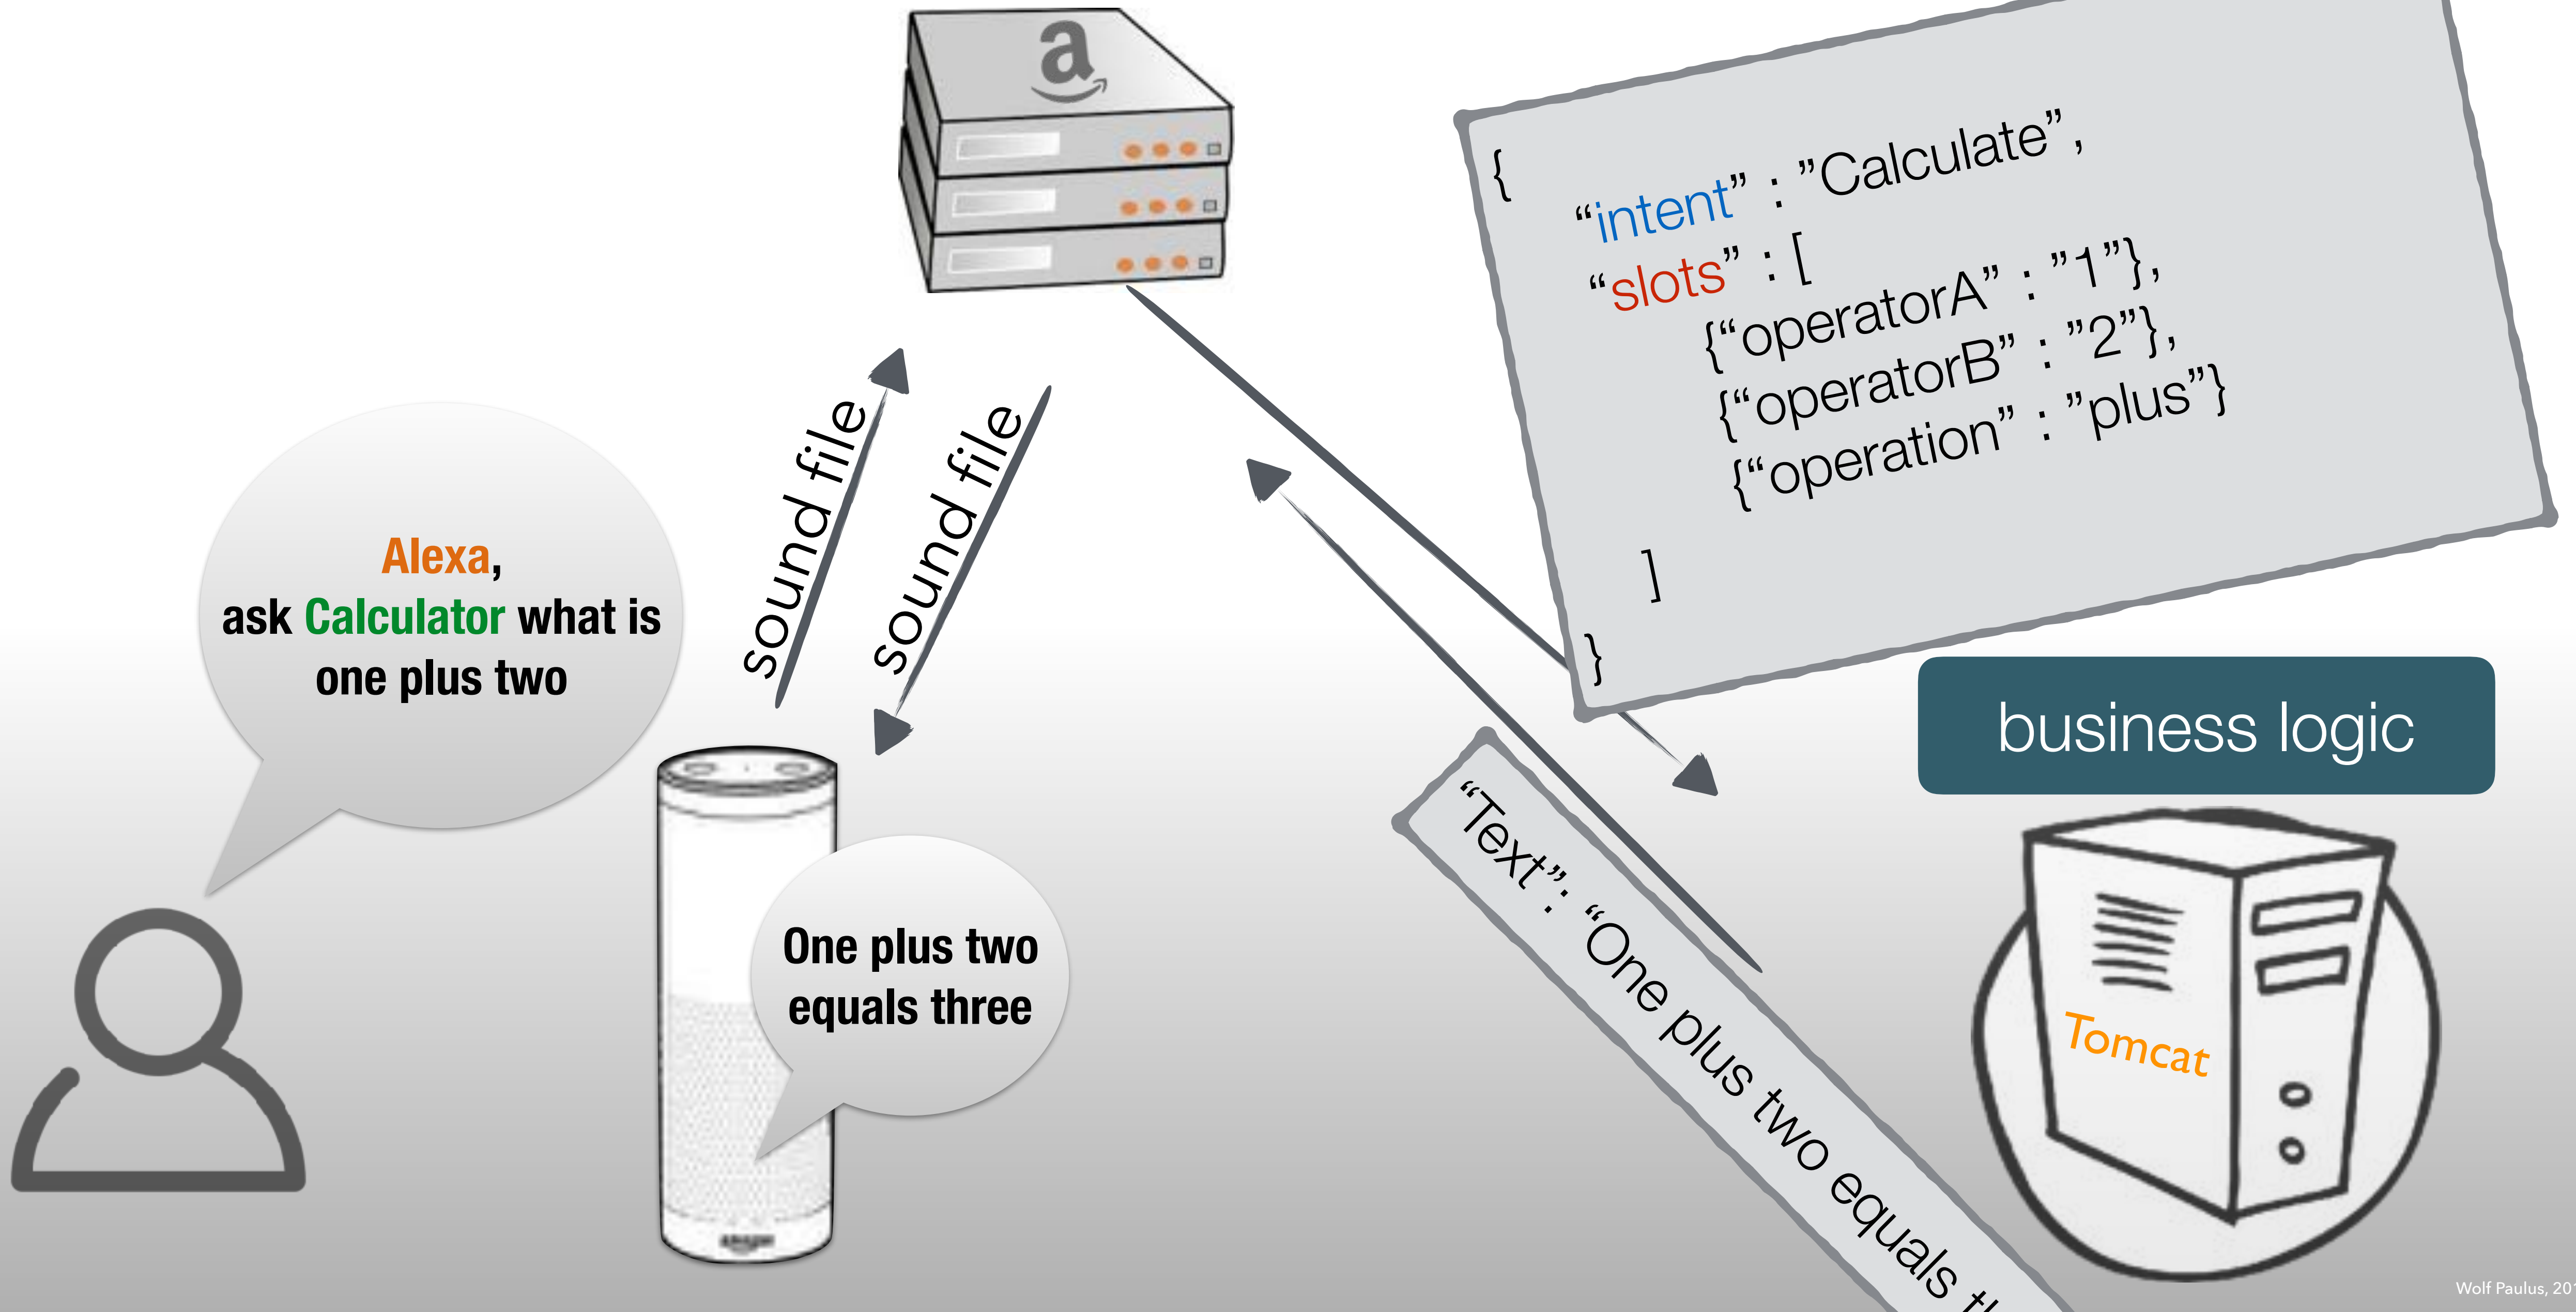 a
{
“intent” : ”Calculate”,
“slots” : [
{“operatorA” : ”1”},
{“operatorB” : ”2”},
{“operation” : ”plus”}
]
}
sound file
sound file
Alexa,
ask Calculator what is
one plus two
business logic
“Text”: “One plus two equals
One plus two
equals three
Tomcat
amazon
Wolf Paulus,